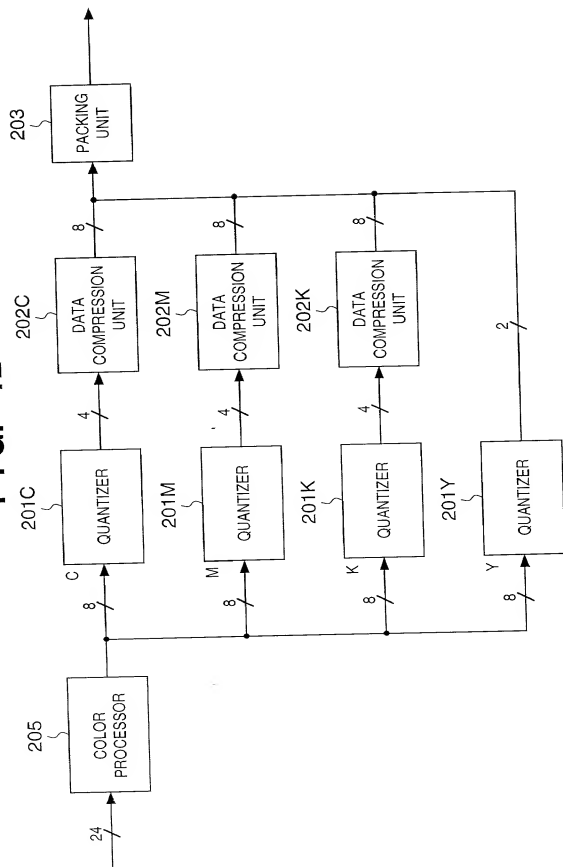 24
205
COLOR
PROCESSOR
8
C
201C
QUANTIZER
4
202C
DATA
COMPRESSION
UNIT
8
203
PACKING
UNIT
8
M
201M
QUANTIZER
4
202M
DATA
COMPRESSION
UNIT
8
8
K
201K
QUANTIZER
4
202K
DATA
COMPRESSION
UNIT
8
8
Y
201Y
QUANTIZER
2